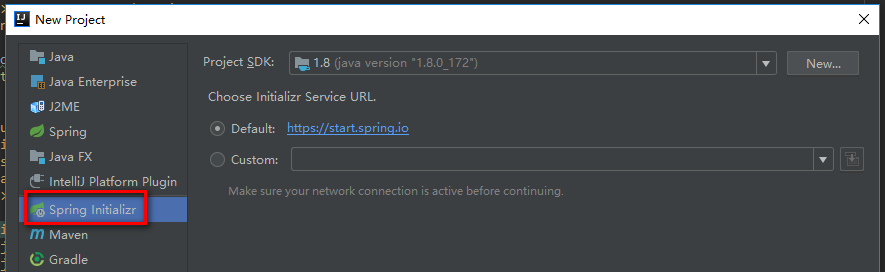 New Project
Java
Java Enterprise
J2ME
Spring
Java FX
IntelliJ Platform Plugin
Spring Initializr
Maven
Gradle
Project SDK: 1.8 (java version "1.8.0_172") New...
Choose Initializr Service URL.
Default: https://start.spring.io
Custom:
Make sure your network connection is active before continuing.